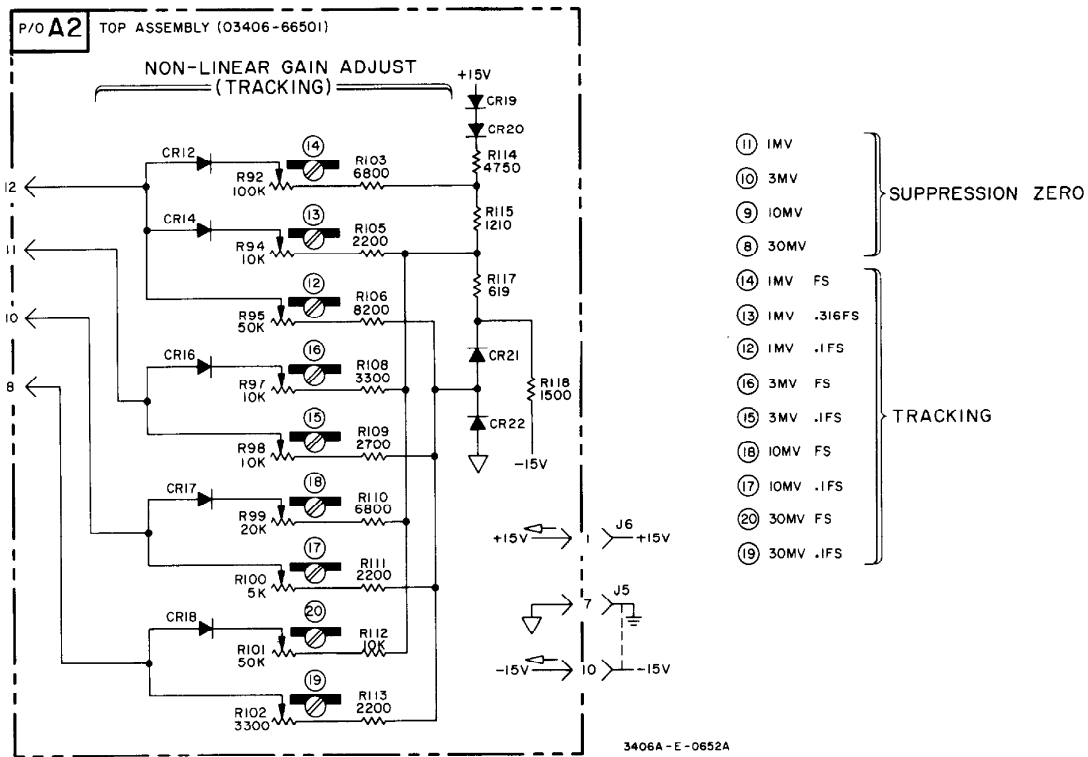 P/O A2 TOP ASSEMBLY (03406-66501)
NON-LINEAR GAIN ADJUST
(TRACKING)
+15V
CR19
CR20
R114
4750
R115
1210
R117
619
CR21
R118
1500
CR22
-15V
12
11
10
8
CR12
R92
100K
14
R103
6800
CR14
R94
10K
13
R105
2200
R95
50K
12
R106
8200
CR16
R97
10K
16
R108
3300
R98
10K
15
R109
2700
CR17
R99
20K
18
R110
6800
R100
5K
17
R111
2200
CR18
R101
50K
20
R112
10K
R102
3300
19
R113
2200
+15V 1 J6 +15V
7 J5
-15V 10 -15V
11 1MV
10 3MV
9 10MV
8 30MV
SUPPRESSION ZERO
14 1MV FS
13 1MV .316FS
12 1MV .1FS
16 3MV FS
15 3MV .1FS
18 10MV FS
17 10MV .1FS
20 30MV FS
19 30MV .1FS
TRACKING
3406A-E-0652A